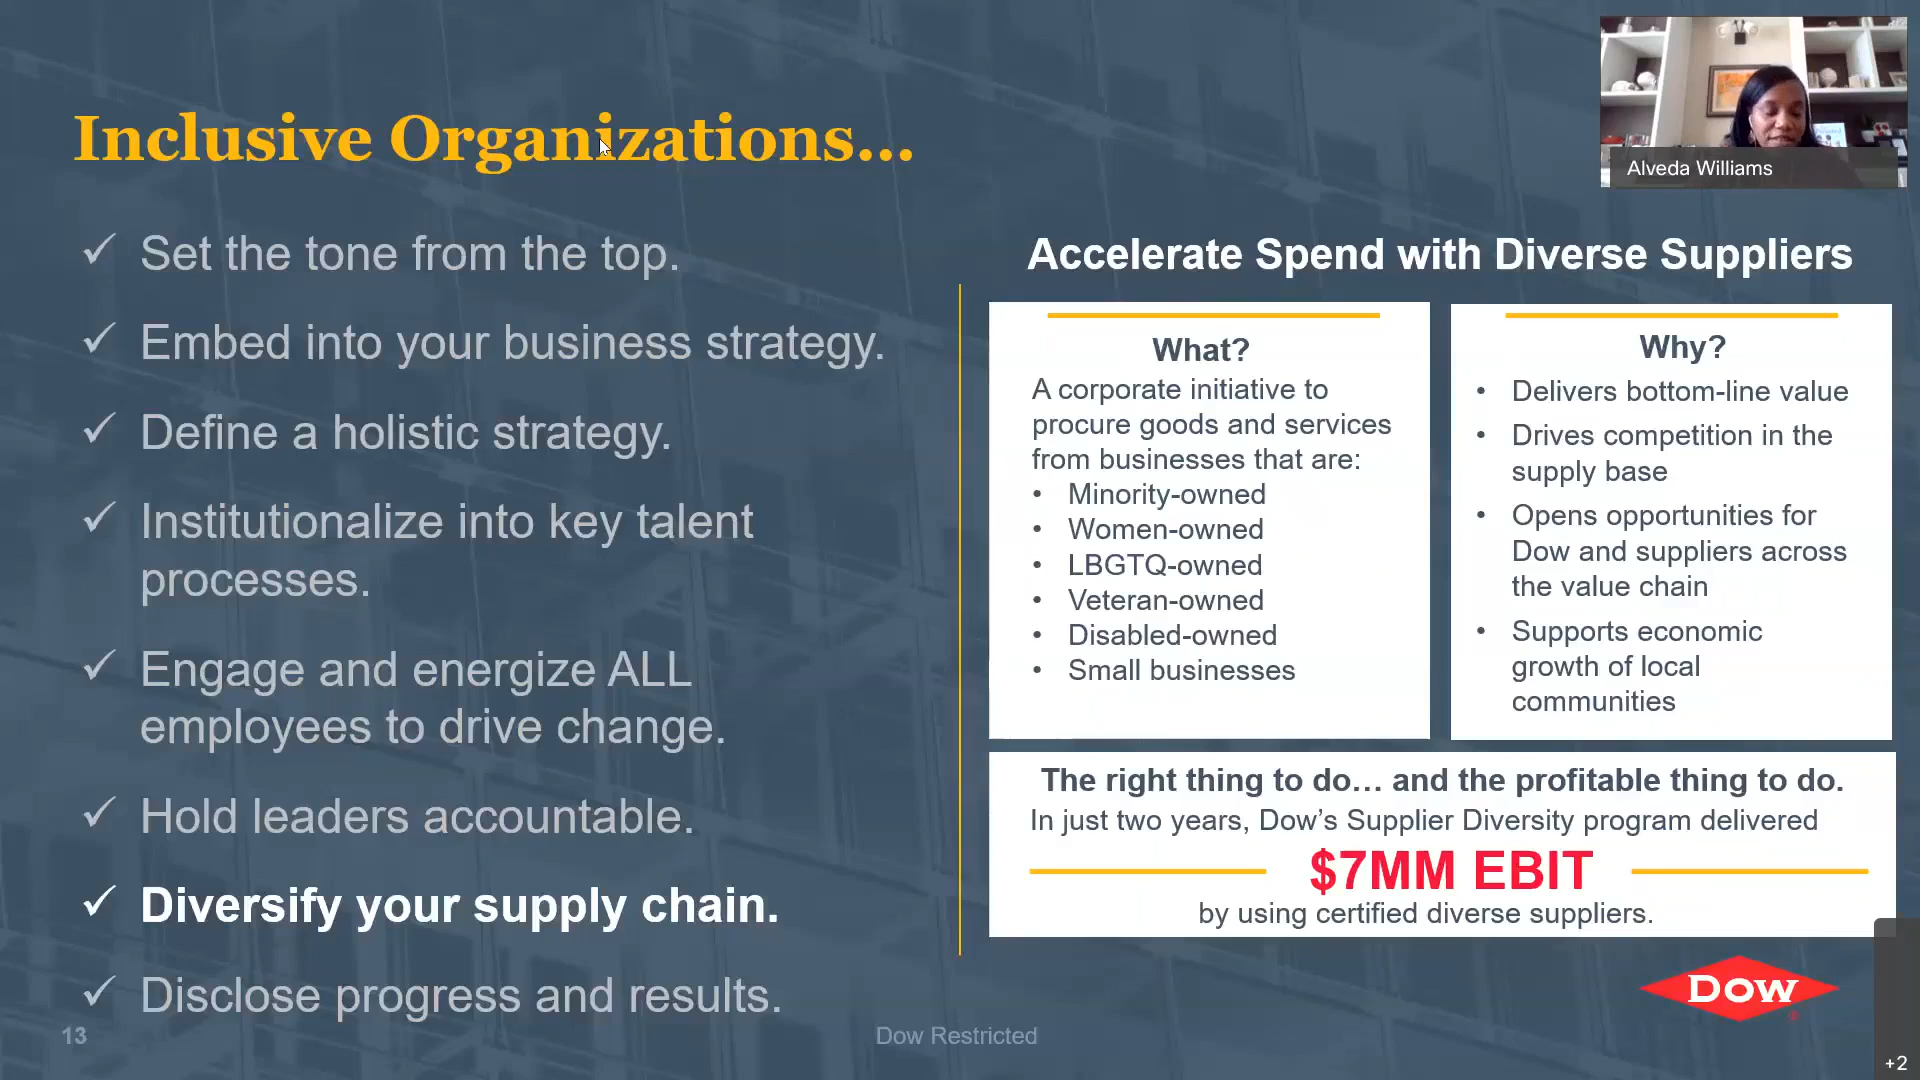 Inclusive Organizations...
Alveda Williams
✓ Set the tone from the top.
✓ Embed into your business strategy.
✓ Define a holistic strategy.
✓ Institutionalize into key talent
processes.
✓ Engage and energize ALL
employees to drive change.
✓ Hold leaders accountable.
✓ Diversify your supply chain.
✓ Disclose progress and results.
Accelerate Spend with Diverse Suppliers
What?
A corporate initiative to
procure goods and services
from businesses that are:
• Minority-owned
• Women-owned
• LBGTQ-owned
• Veteran-owned
• Disabled-owned
• Small businesses
Why?
• Delivers bottom-line value
• Drives competition in the
supply base
• Opens opportunities for
Dow and suppliers across
the value chain
• Supports economic
growth of local
communities
The right thing to do... and the profitable thing to do.
In just two years, Dow’s Supplier Diversity program delivered
$7MM EBIT
by using certified diverse suppliers.
Dow
13
Dow Restricted
+2